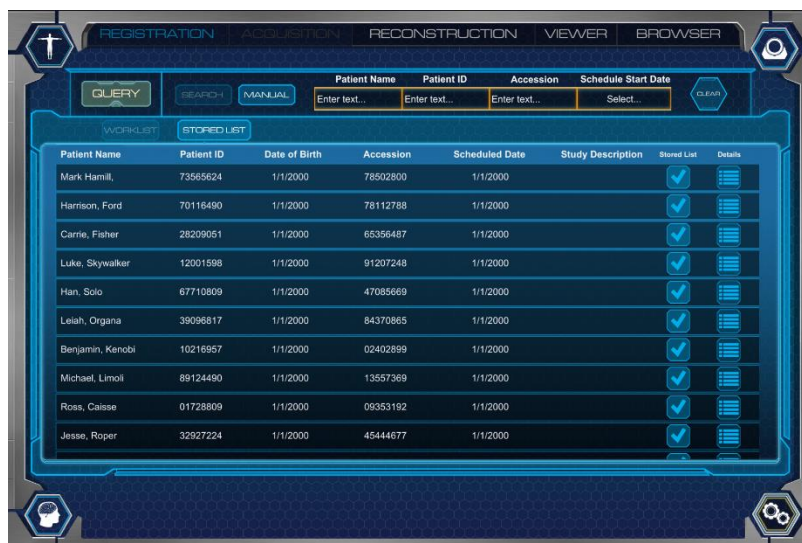 REGISTRATION ACQUISITION RECONSTRUCTION VIEWER BROWSER
Patient Name Patient ID Accession Schedule Start Date
QUERY SEARCH MANUAL Enter text... Enter text... Enter text... Select... CLEAR
WORKLIST STORED LIST
Patient Name Patient ID Date of Birth Accession Scheduled Date Study Description Stored List Details
Mark Hamill, 73565624 1/1/2000 78502800 1/1/2000
Harrison, Ford 70116490 1/1/2000 78112788 1/1/2000
Carrie, Fisher 28209051 1/1/2000 65356487 1/1/2000
Luke, Skywalker 12001598 1/1/2000 91207248 1/1/2000
Han, Solo 67710809 1/1/2000 47085669 1/1/2000
Leiah, Organa 39096817 1/1/2000 84370865 1/1/2000
Benjamin, Kenobi 10216957 1/1/2000 02402899 1/1/2000
Michael, Limoli 89124490 1/1/2000 13557369 1/1/2000
Ross, Caisse 01728809 1/1/2000 09353192 1/1/2000
Jesse, Roper 32927224 1/1/2000 45444677 1/1/2000